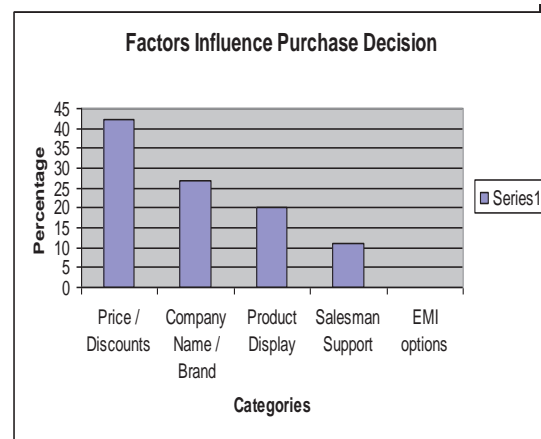 Factors Influence Purchase Decision
45
40
35
30
25
20
15
10
5
0
Percentage
Price /
Discounts
Company
Name /
Brand
Product
Display
Salesman
Support
EMI
options
Categories
Series1